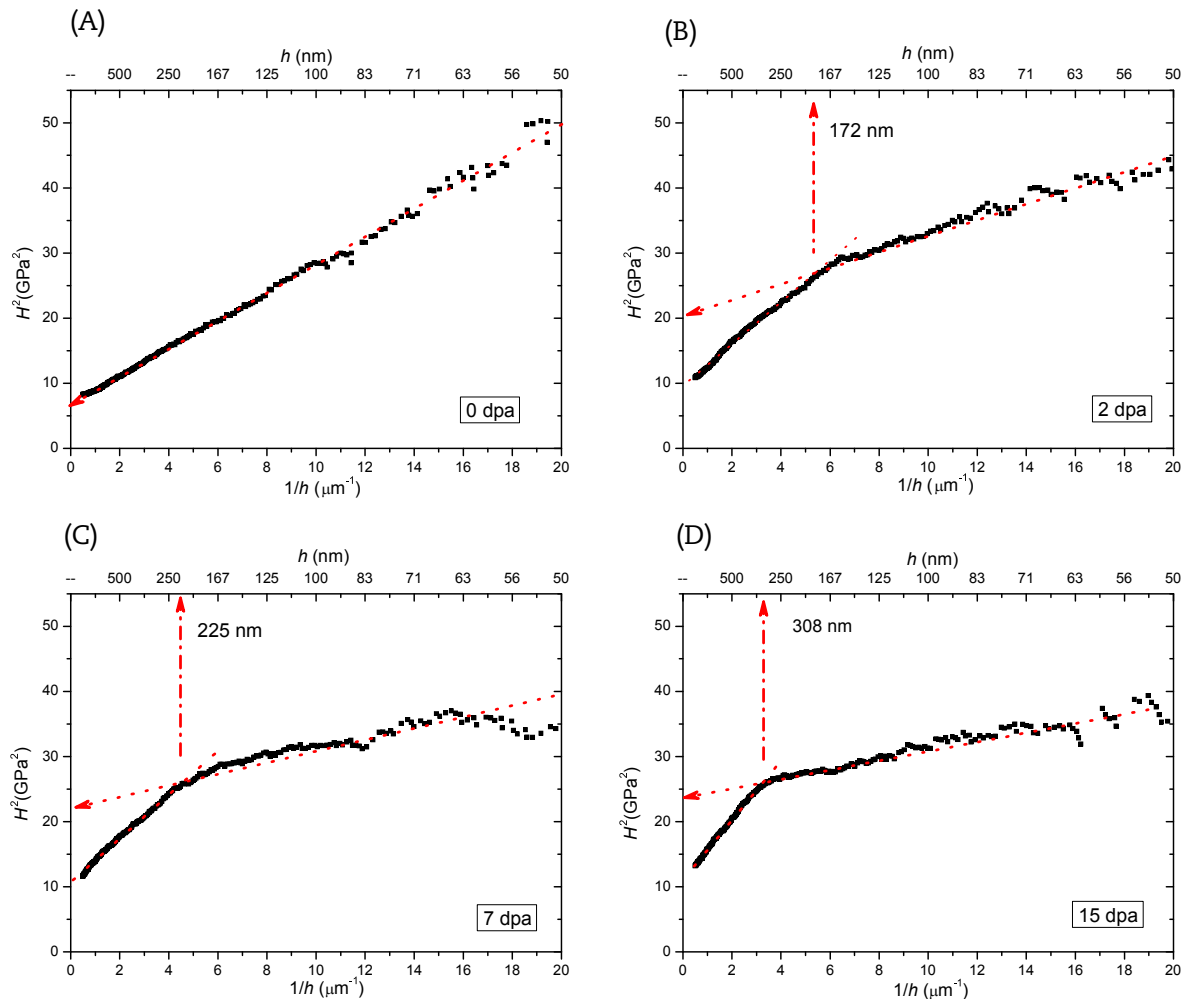 (A)
h (nm)
-- 500 250 167 125 100 83 71 63 56 50
50
40
30
20
10
0
H²(GPa²)
0 dpa
0 2 4 6 8 10 12 14 16 18 20
1/h (μm⁻¹)
(B)
h (nm)
-- 500 250 167 125 100 83 71 63 56 50
172 nm
50
40
30
20
10
0
H²(GPa²)
2 dpa
0 2 4 6 8 10 12 14 16 18 20
1/h (μm⁻¹)
(C)
h (nm)
-- 500 250 167 125 100 83 71 63 56 50
225 nm
50
40
30
20
10
0
H²(GPa²)
7 dpa
0 2 4 6 8 10 12 14 16 18 20
1/h (μm⁻¹)
(D)
h (nm)
-- 500 250 167 125 100 83 71 63 56 50
308 nm
50
40
30
20
10
0
H²(GPa²)
15 dpa
0 2 4 6 8 10 12 14 16 18 20
1/h (μm⁻¹)